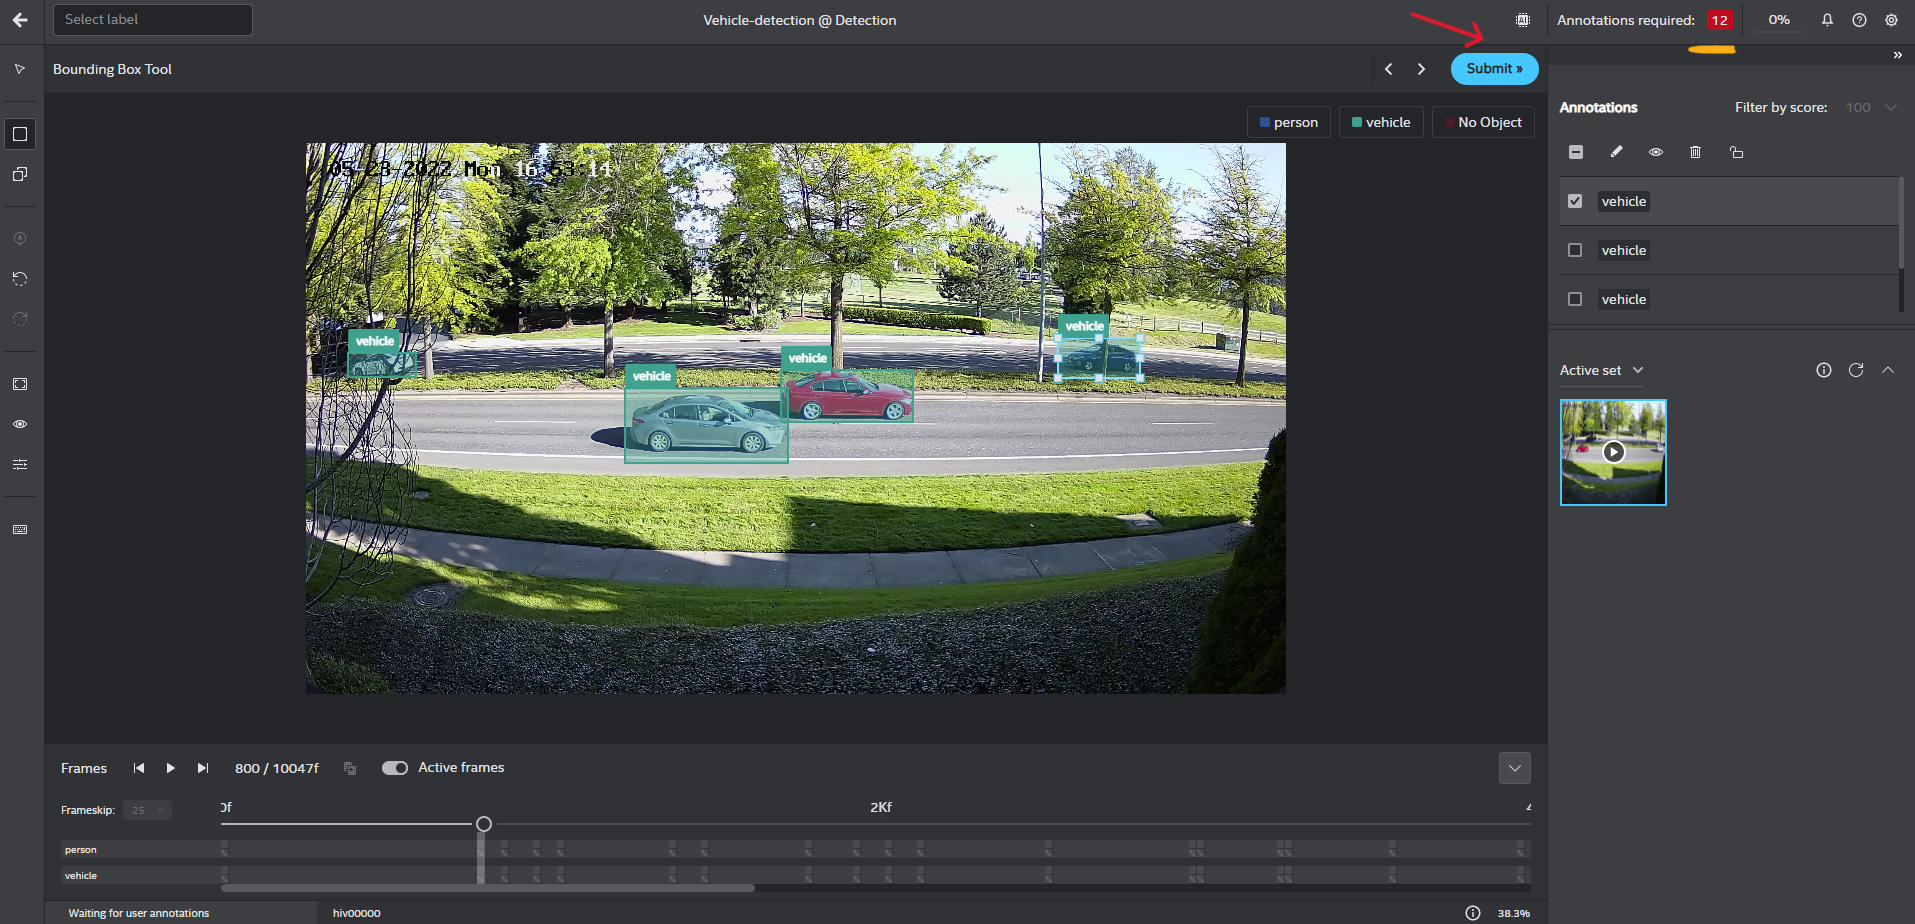 Select label
Vehicle-detection @ Detection
AI
Annotations required: 12
0%
Bounding Box Tool
Submit »
»
person
vehicle
No Object
Annotations
Filter by score: 100
05-23-2022 Mon 16:53:14
vehicle
vehicle
vehicle
vehicle
vehicle
vehicle
vehicle
Active set
Frames
800 / 10047f
Active frames
Frameskip: 25
0f
2Kf
person
vehicle
Waiting for user annotations
hiv00000
38.3%